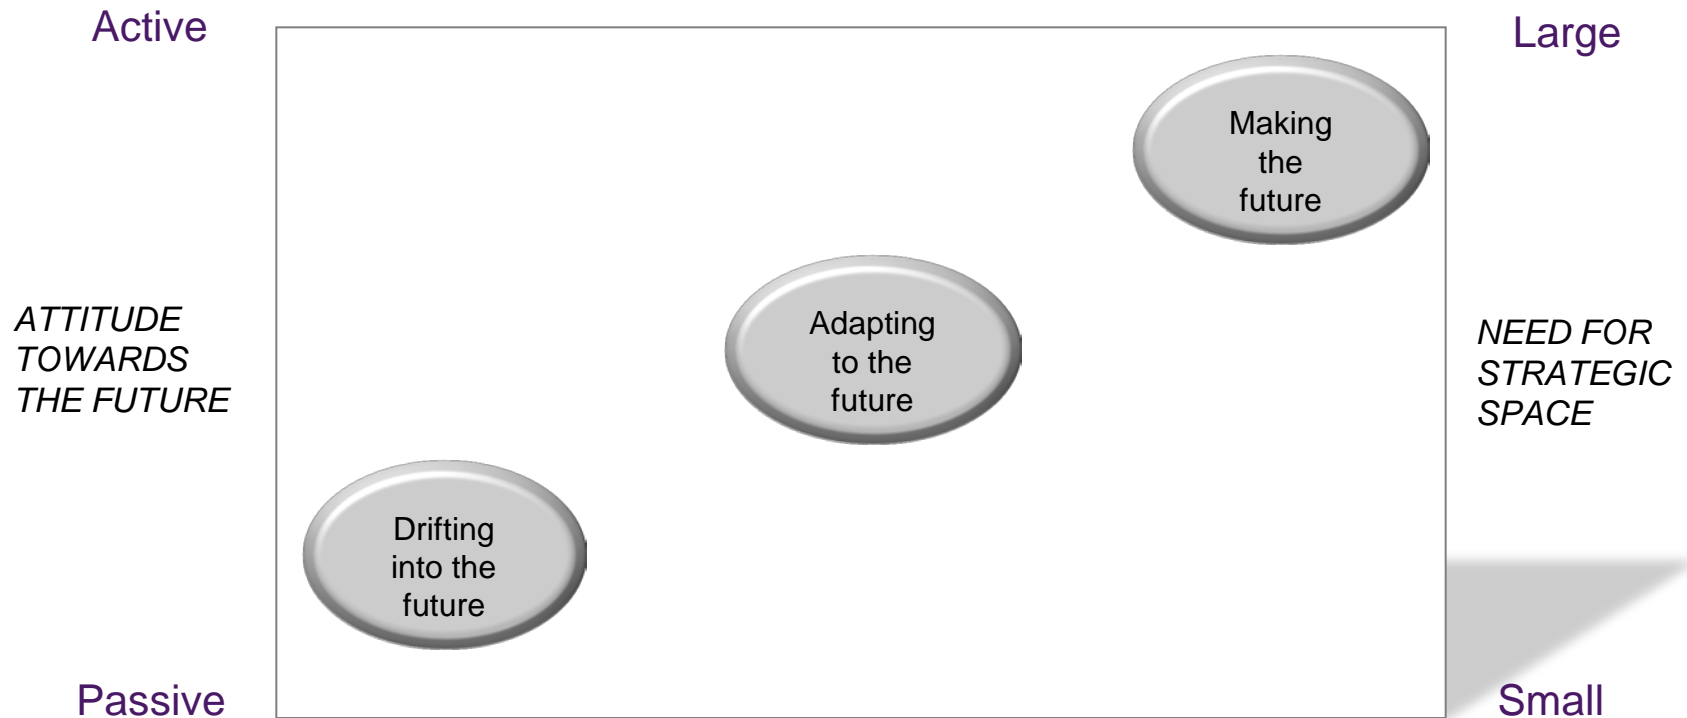 Active
Large
Making
the
future
ATTITUDE
TOWARDS
THE FUTURE
Adapting
to the
future
NEED FOR
STRATEGIC
SPACE
Drifting
into the
future
Passive
Small